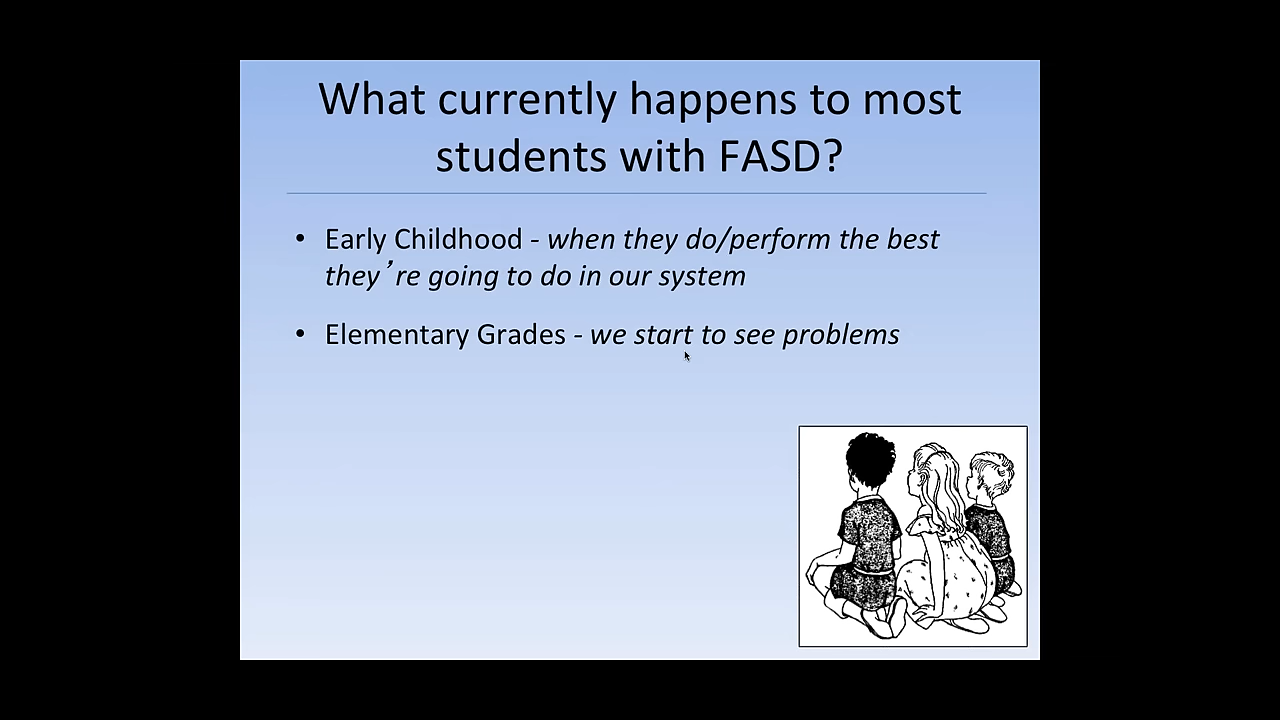 What currently happens to most
students with FASD?
• Early Childhood - when they do/perform the best
they’re going to do in our system
• Elementary Grades - we start to see problems